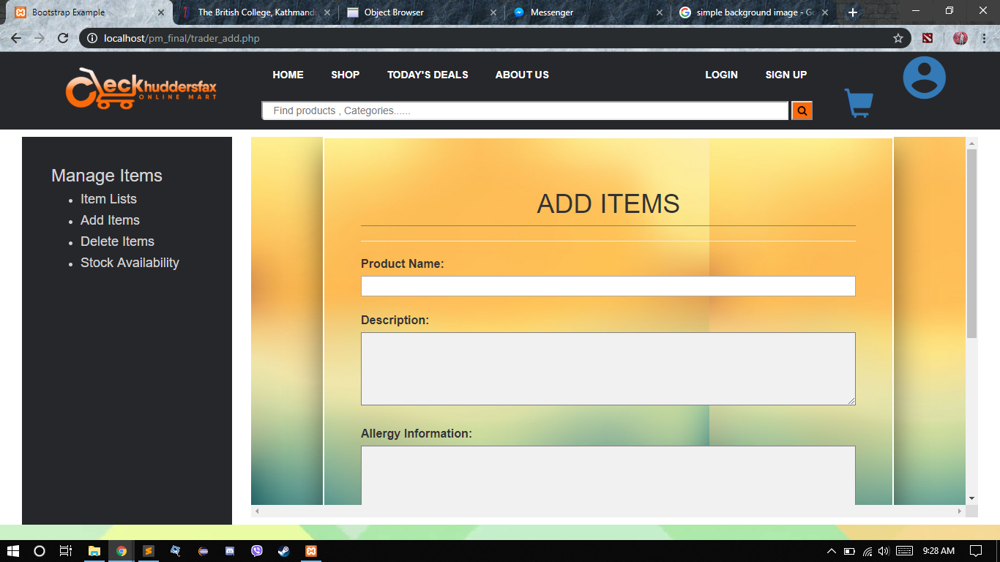 Bootstrap Example
The British College, Kathmand
Object Browser
Messenger
simple background image - Go
localhost/pm_final/trader_add.php
Checkhuddersfax
ONLINE MART
HOME SHOP TODAY'S DEALS ABOUT US LOGIN SIGN UP
Find products , Categories......
Manage Items
Item Lists
Add Items
Delete Items
Stock Availability
ADD ITEMS
Product Name:
Description:
Allergy Information:
9:28 AM